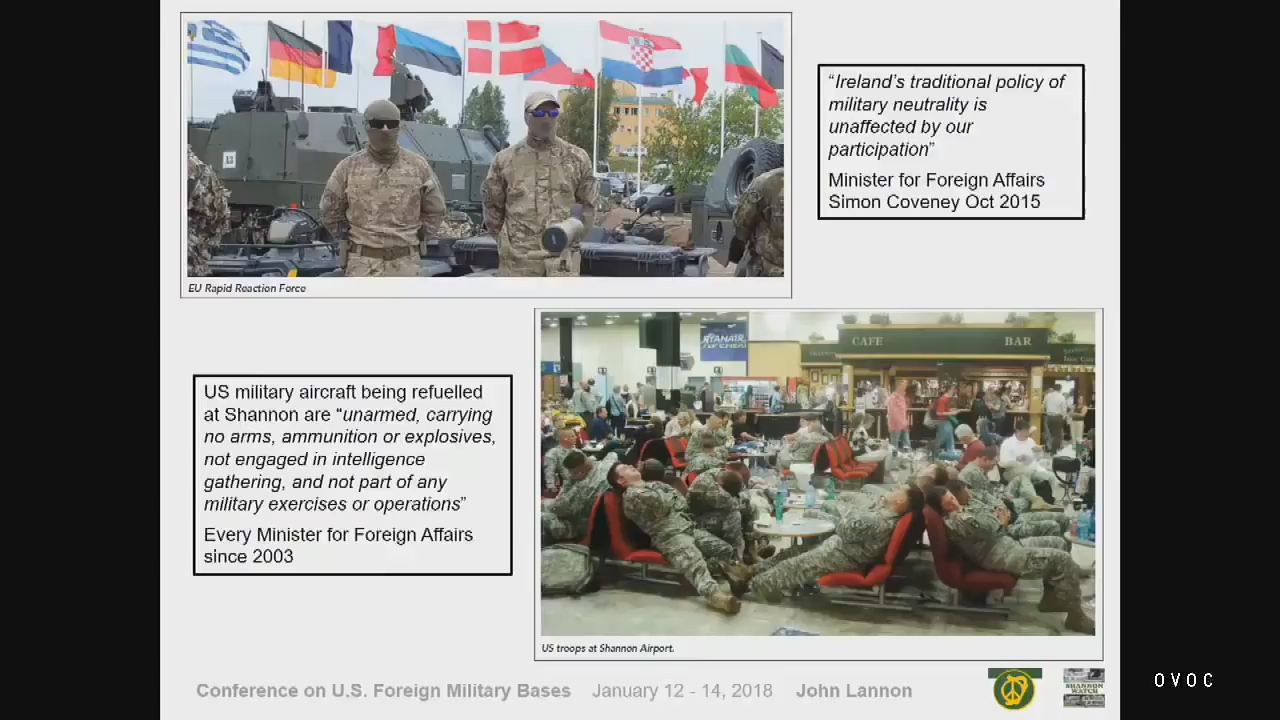 “Ireland’s traditional policy of
military neutrality is
unaffected by our
participation”
Minister for Foreign Affairs
Simon Coveney Oct 2015
EU Rapid Reaction Force
US military aircraft being refuelled
at Shannon are “unarmed, carrying
no arms, ammunition or explosives,
not engaged in intelligence
gathering, and not part of any
military exercises or operations”
Every Minister for Foreign Affairs
since 2003
RYANAIR
CAFE BAR
US troops at Shannon Airport.
Conference on U.S. Foreign Military Bases January 12 - 14, 2018 John Lannon
SHANNON
WATCH
OVOC